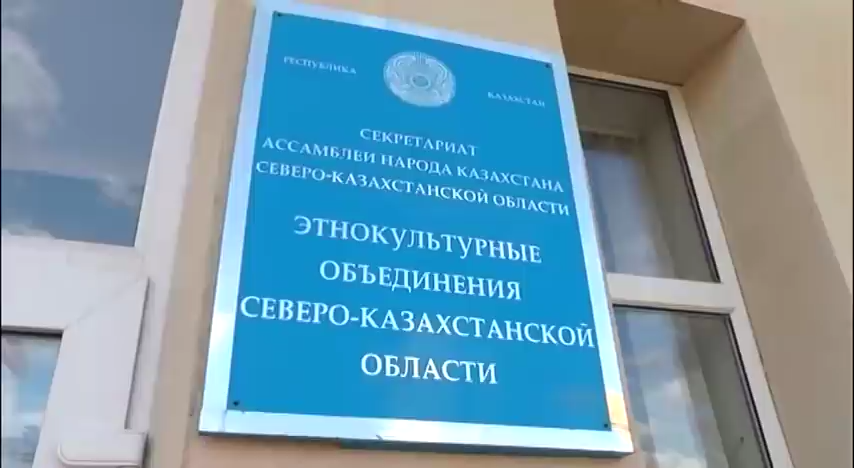 РЕСПУБЛИКА КАЗАХСТАН
СЕКРЕТАРИАТ
АССАМБЛЕИ НАРОДА КАЗАХСТАНА
СЕВЕРО-КАЗАХСТАНСКОЙ ОБЛАСТИ
ЭТНОКУЛЬТУРНЫЕ
ОБЪЕДИНЕНИЯ
СЕВЕРО-КАЗАХСТАНСКОЙ
ОБЛАСТИ